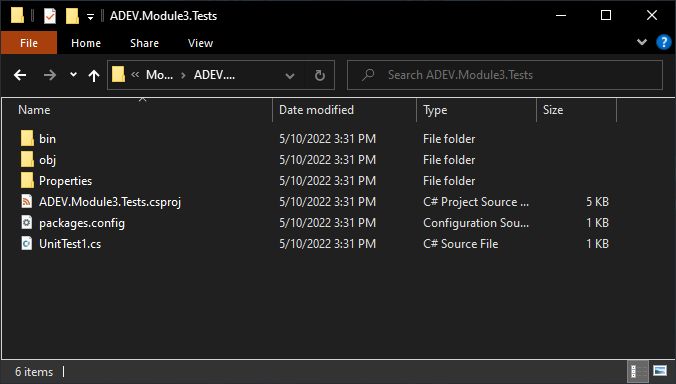 ADEV.Module3.Tests
File Home Share View
Mo... ADEV.... Search ADEV.Module3.Tests
Name Date modified Type Size
bin 5/10/2022 3:31 PM File folder
obj 5/10/2022 3:31 PM File folder
Properties 5/10/2022 3:31 PM File folder
ADEV.Module3.Tests.csproj 5/10/2022 3:31 PM C# Project Source ... 5 KB
packages.config 5/10/2022 3:31 PM Configuration Sou... 1 KB
UnitTest1.cs 5/10/2022 3:31 PM C# Source File 1 KB
6 items